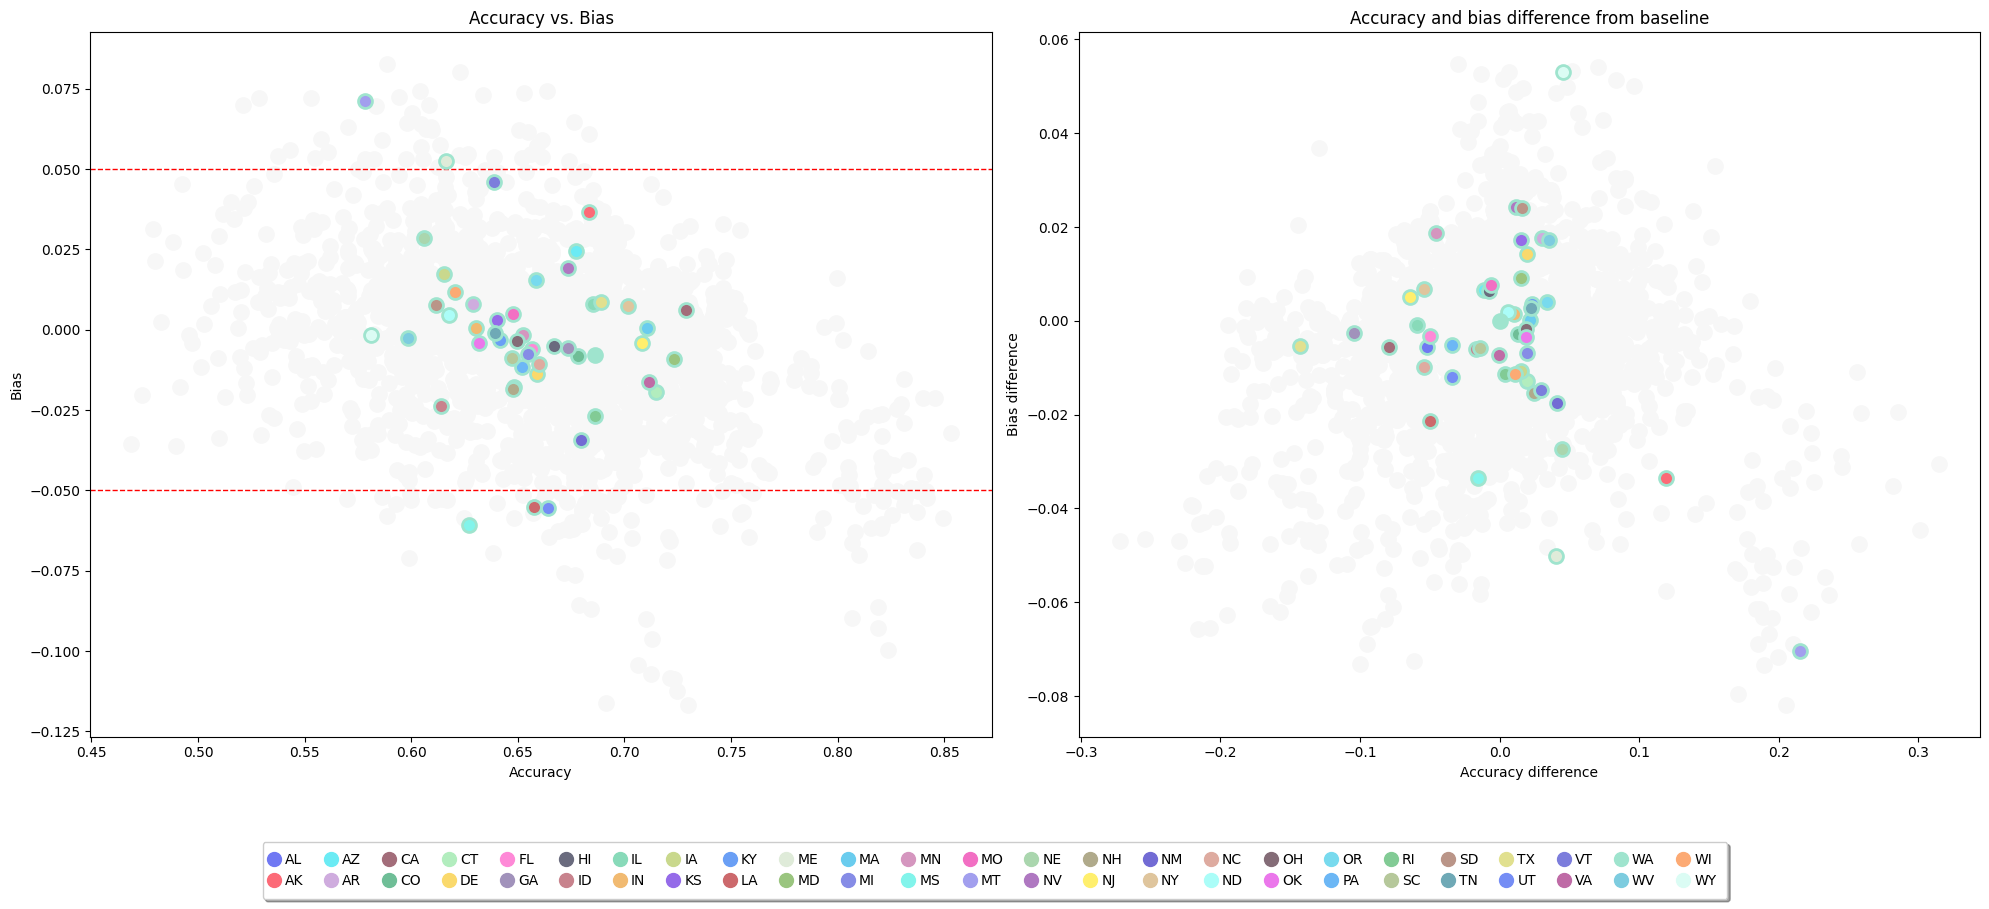 Accuracy vs. Bias
0.075
0.050
0.025
0.000
−0.025
−0.050
−0.075
−0.100
−0.125
Bias
0.45 0.50 0.55 0.60 0.65 0.70 0.75 0.80 0.85
Accuracy
Accuracy and bias difference from baseline
0.06
0.04
0.02
0.00
−0.02
−0.04
−0.06
−0.08
Bias difference
−0.3 −0.2 −0.1 0.0 0.1 0.2 0.3
Accuracy difference
AL AZ CA CT FL HI IL IA KY ME MA MN MO NE NH NM NC OH OR RI SD TX VT WA WI
AK AR CO DE GA ID IN KS LA MD MI MS MT NV NJ NY ND OK PA SC TN UT VA WV WY